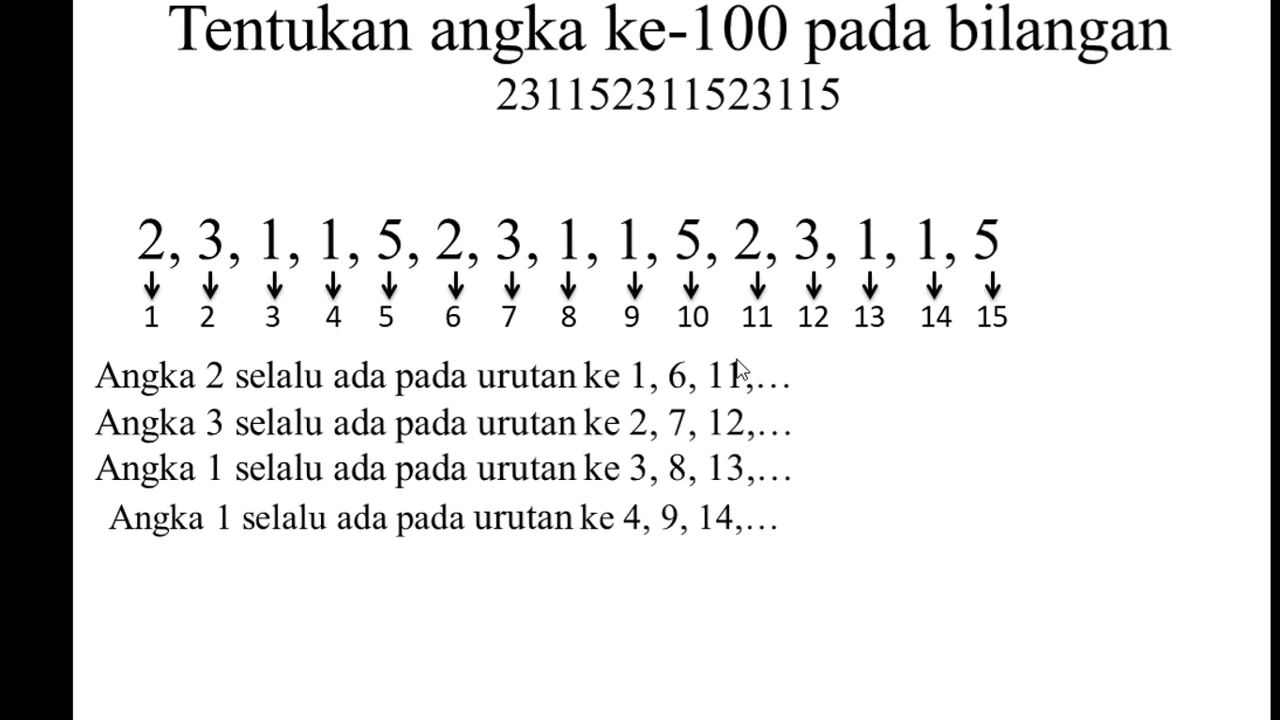 Tentukan angka ke-100 pada bilangan
231152311523115
2, 3, 1, 1, 5, 2, 3, 1, 1, 5, 2, 3, 1, 1, 5
1 2 3 4 5 6 7 8 9 10 11 12 13 14 15
Angka 2 selalu ada pada urutan ke 1, 6, 11,...
Angka 3 selalu ada pada urutan ke 2, 7, 12,...
Angka 1 selalu ada pada urutan ke 3, 8, 13,...
Angka 1 selalu ada pada urutan ke 4, 9, 14,...